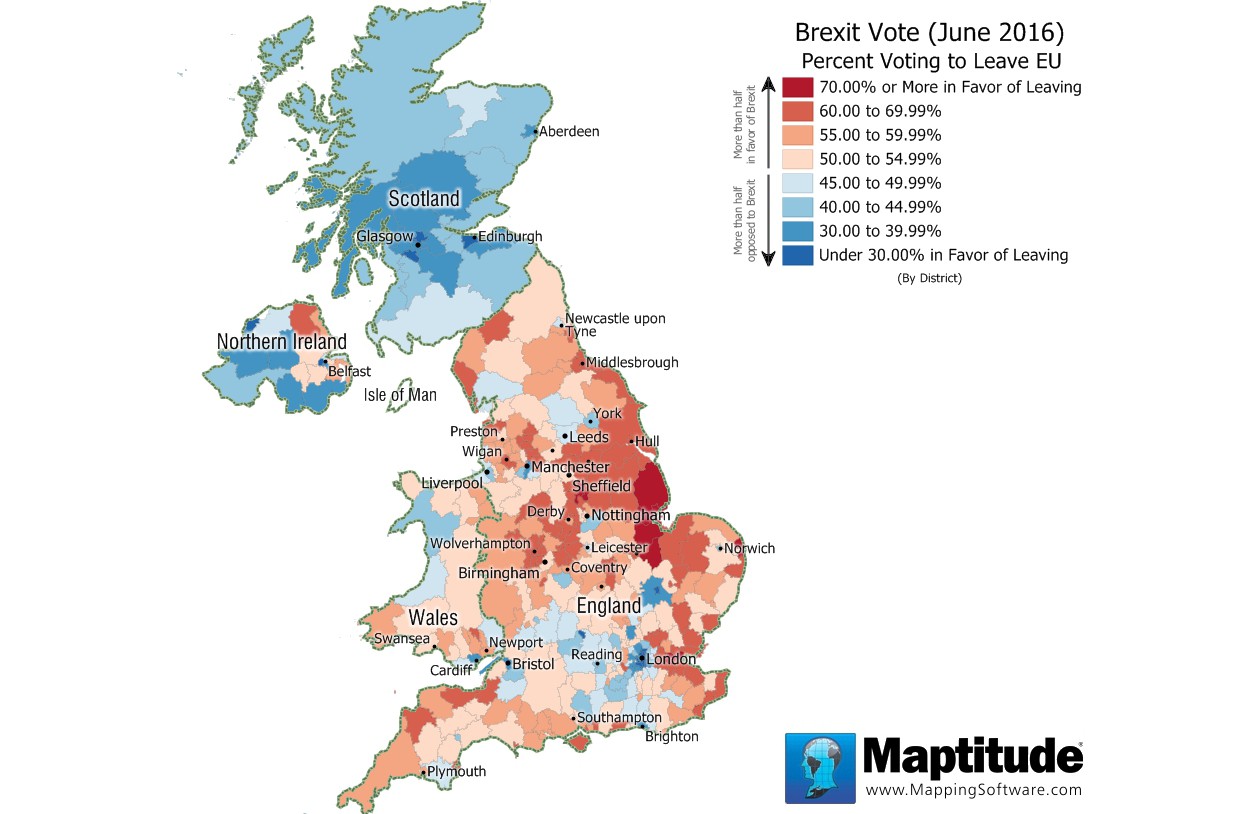 Brexit Vote (June 2016)
Percent Voting to Leave EU
More than half
in favor of Brexit
70.00% or More in Favor of Leaving
60.00 to 69.99%
55.00 to 59.99%
50.00 to 54.99%
More than half
opposed to Brexit
45.00 to 49.99%
40.00 to 44.99%
30.00 to 39.99%
Under 30.00% in Favor of Leaving
(By District)
Aberdeen
Scotland
Glasgow
Edinburgh
Newcastle upon
Tyne
Northern Ireland
Belfast
Middlesbrough
Isle of Man
York
Preston
Leeds
Hull
Wigan
Manchester
Liverpool
Sheffield
Derby
Nottingham
Wolverhampton
Leicester
Norwich
Birmingham
Coventry
England
Wales
Swansea
Newport
Reading
London
Cardiff
Bristol
Southampton
Brighton
Plymouth
Maptitude®
www.MappingSoftware.com